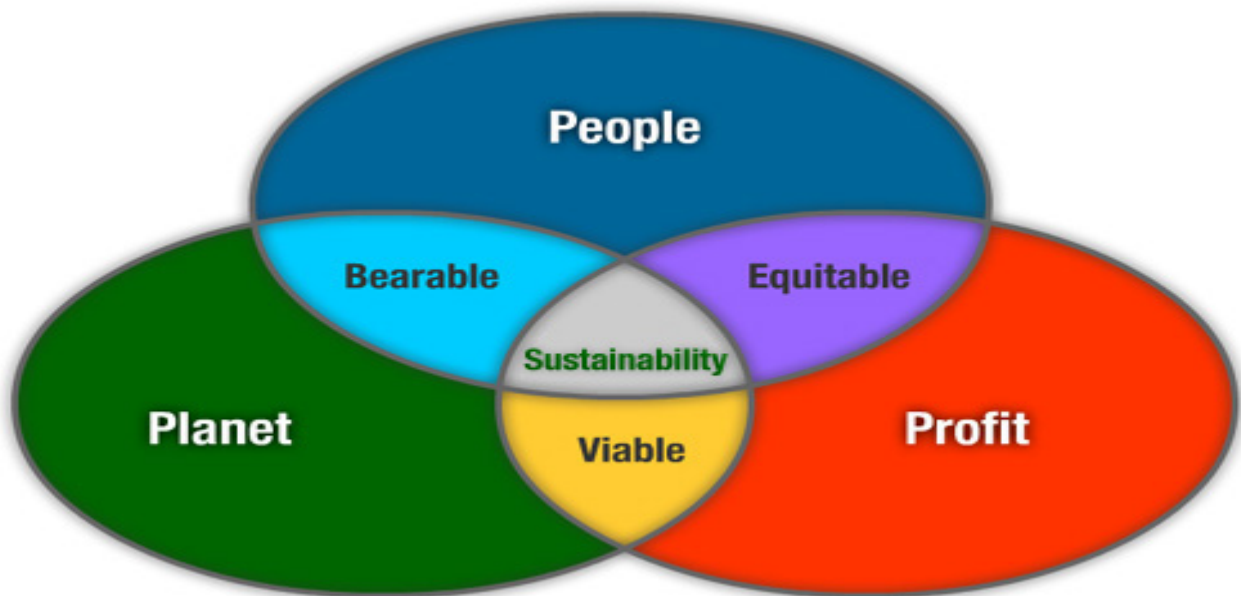 People
Bearable
Equitable
Sustainability
Planet
Profit
Viable